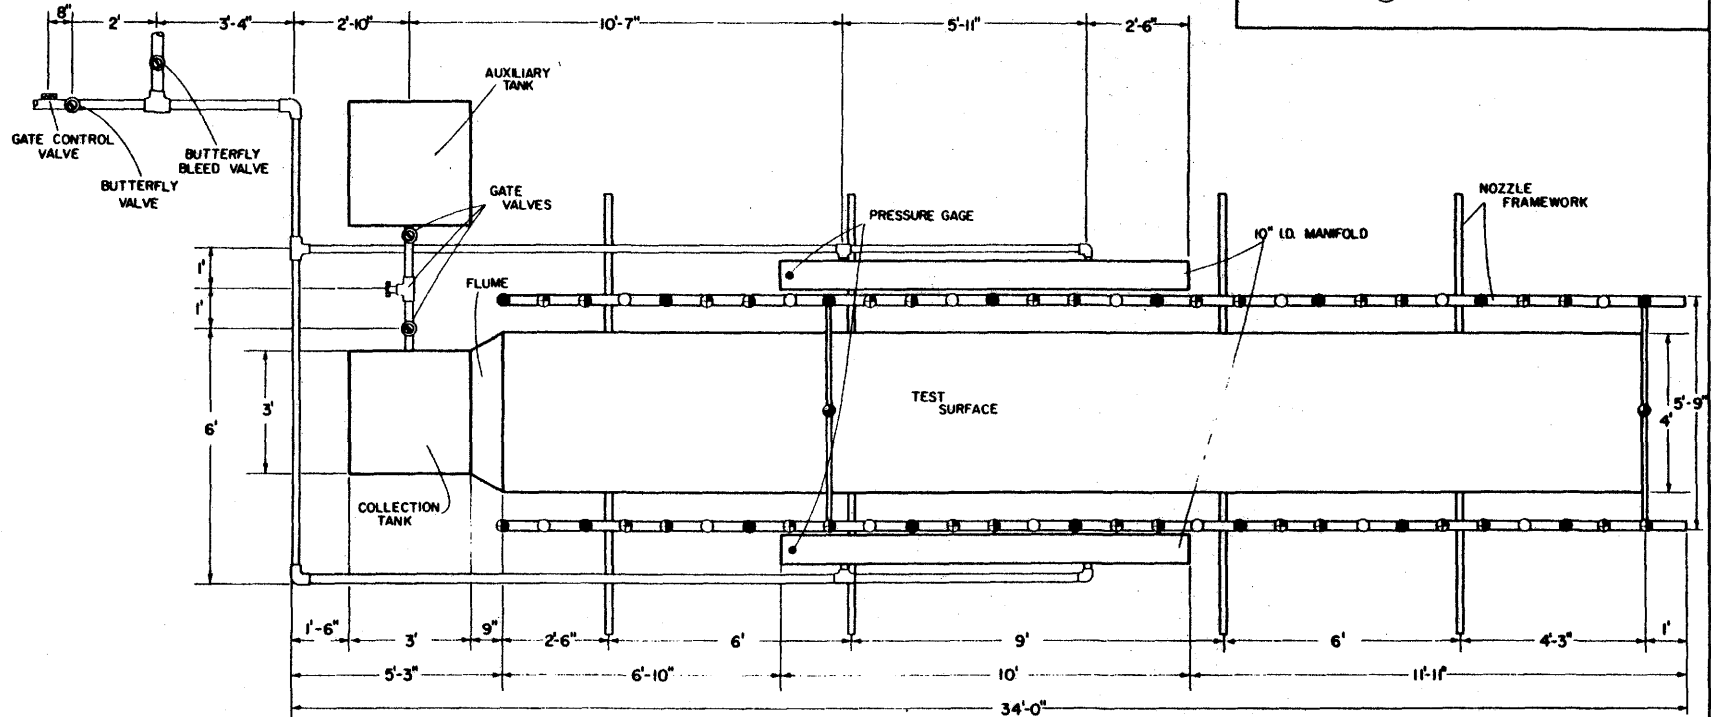 8"
2'
3'-4"
2'-10"
10'-7"
5'-11"
2'-6"
AUXILIARY
TANK
GATE CONTROL
VALVE
BUTTERFLY
BLEED VALVE
BUTTERFLY
VALVE
GATE
VALVES
PRESSURE GAGE
NOZZLE
FRAMEWORK
10" I.D. MANIFOLD
1'
FLUME
1'
3'
6'
TEST
SURFACE
4'
5'-9"
COLLECTION
TANK
1'-6"
3'
9"
2'-6"
6'
9'
6'
4'-3"
1'
5'-3"
6'-10"
10'
11'-11"
34'-0"